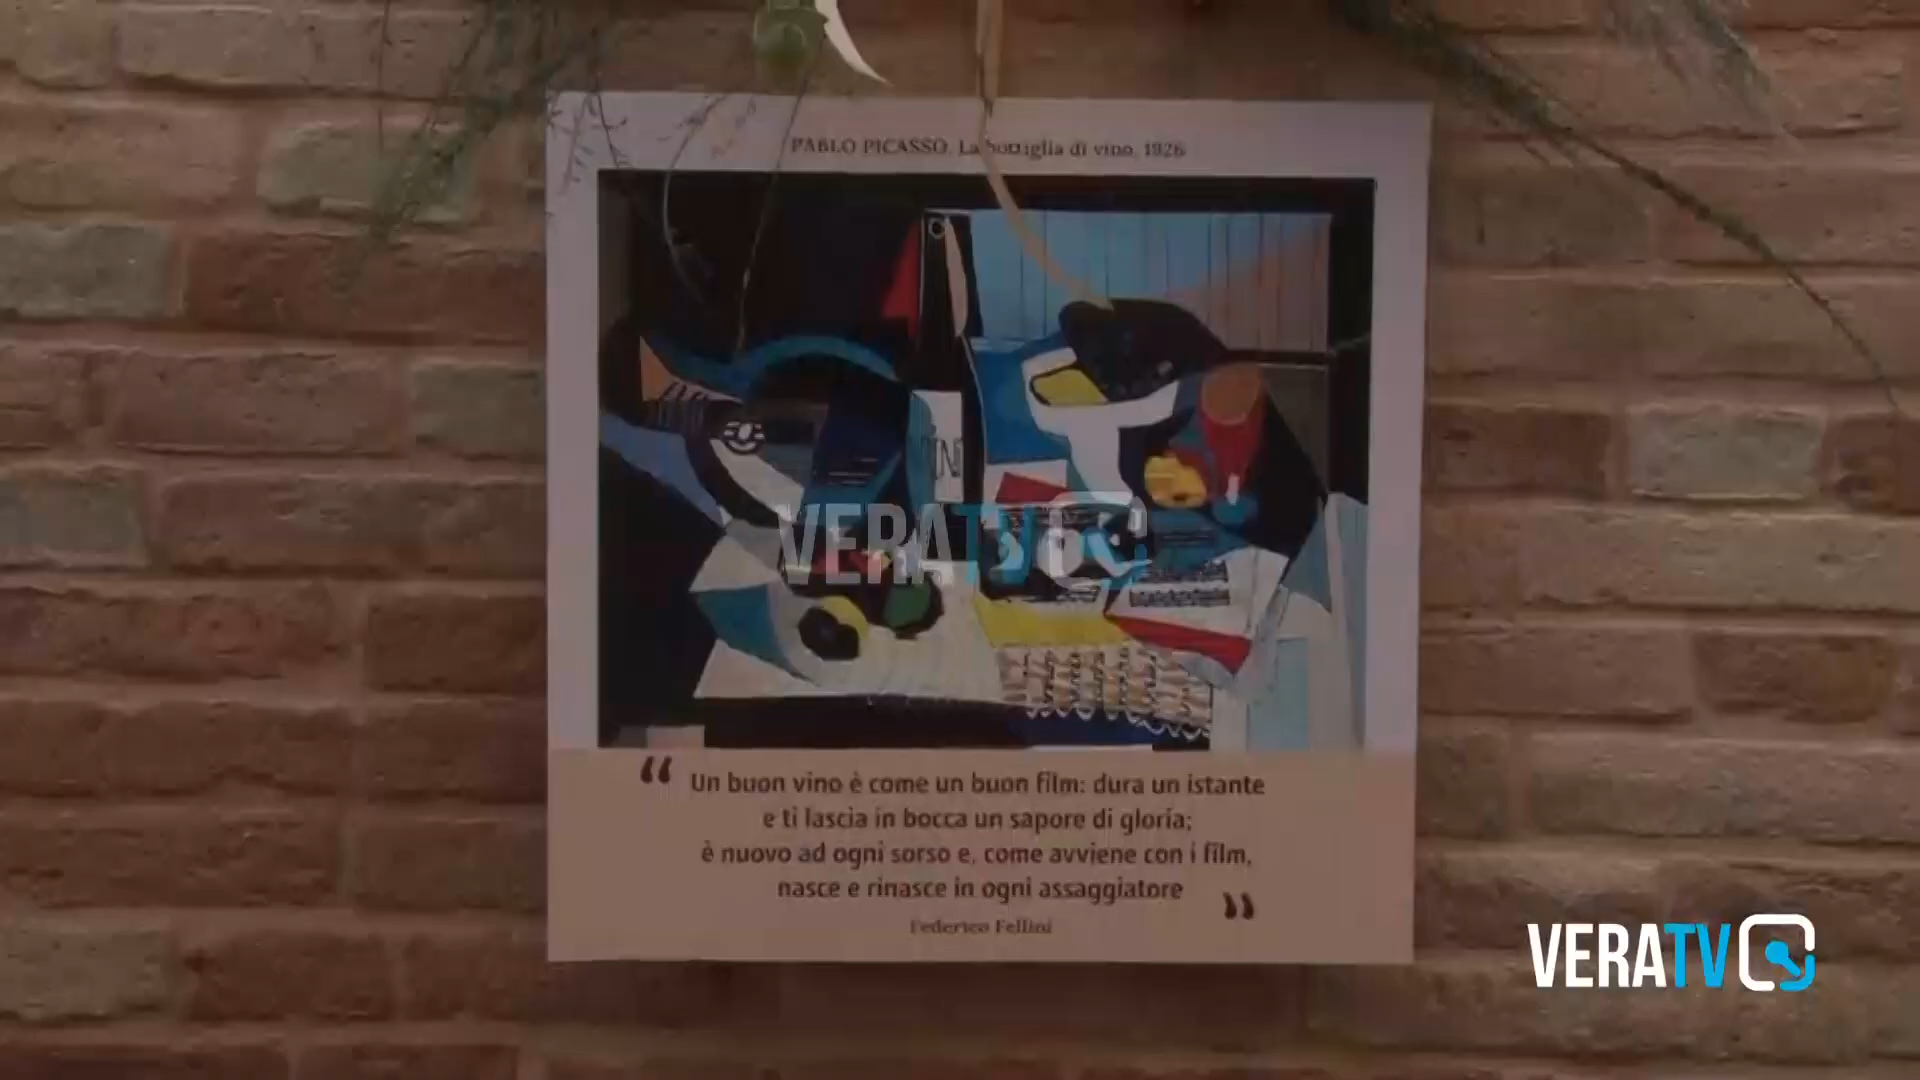 PABLO PICASSO. La bottiglia di vino, 1926
VERATV
“ Un buon vino è come un buon film: dura un istante
e ti lascia in bocca un sapore di gloria;
è nuovo ad ogni sorso e, come avviene con i film,
nasce e rinasce in ogni assaggiatore ”
Federico Fellini
VERATV